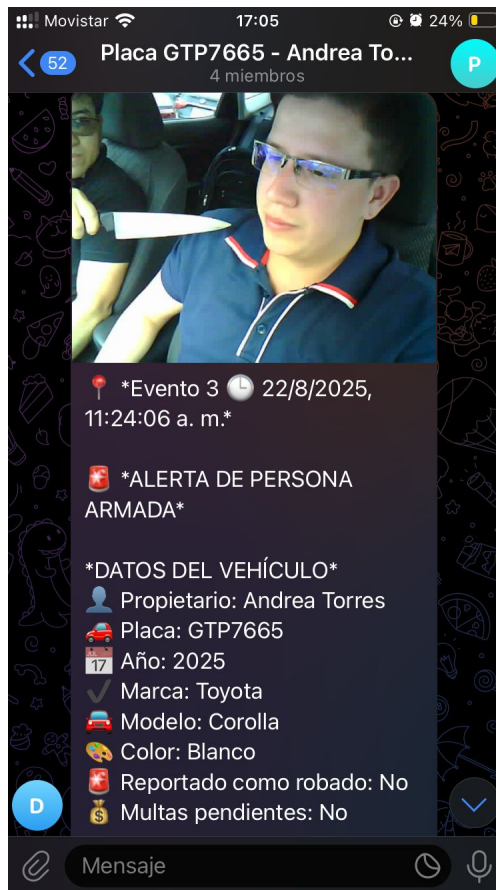 Movistar 17:05 24%
52 Placa GTP7665 - Andrea To... P
4 miembros
*Evento 3 22/8/2025,
11:24:06 a. m.*
*ALERTA DE PERSONA
ARMADA*
*DATOS DEL VEHÍCULO*
Propietario: Andrea Torres
Placa: GTP7665
JUL 17 Año: 2025
Marca: Toyota
Modelo: Corolla
Color: Blanco
Reportado como robado: No
D Multas pendientes: No
Mensaje